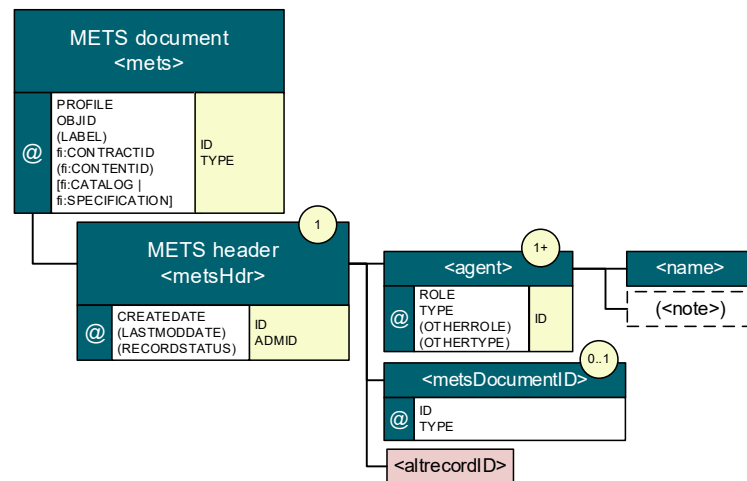 METS document
<mets>
@
PROFILE
OBJID
(LABEL)
fi:CONTRACTID
(fi:CONTENTID)
[fi:CATALOG |
fi:SPECIFICATION]
ID
TYPE
1
METS header
<metsHdr>
@
CREATEDATE
(LASTMODDATE)
(RECORDSTATUS)
ID
ADMID
1+
<agent>
@
ROLE
TYPE
(OTHERROLE)
(OTHERTYPE)
ID
<name>
(<note>)
0..1
<metsDocumentID>
@
ID
TYPE
<altrecordID>